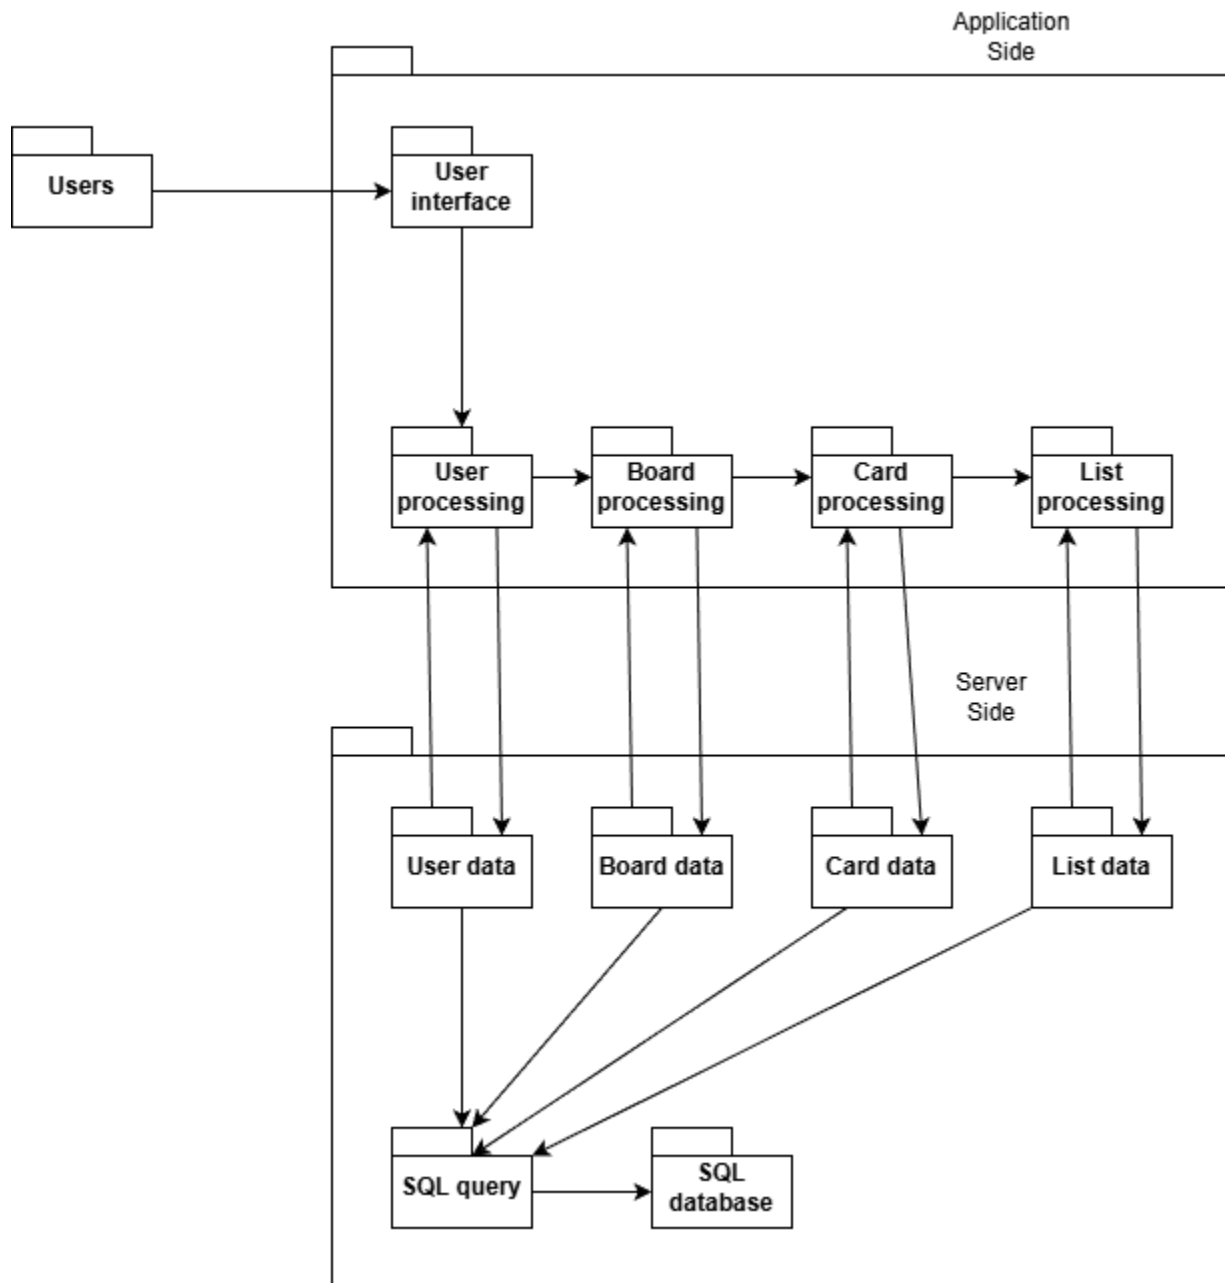 Application
Side
Users
User
interface
User
processing
Board
processing
Card
processing
List
processing
Server
Side
User data
Board data
Card data
List data
SQL query
SQL
database